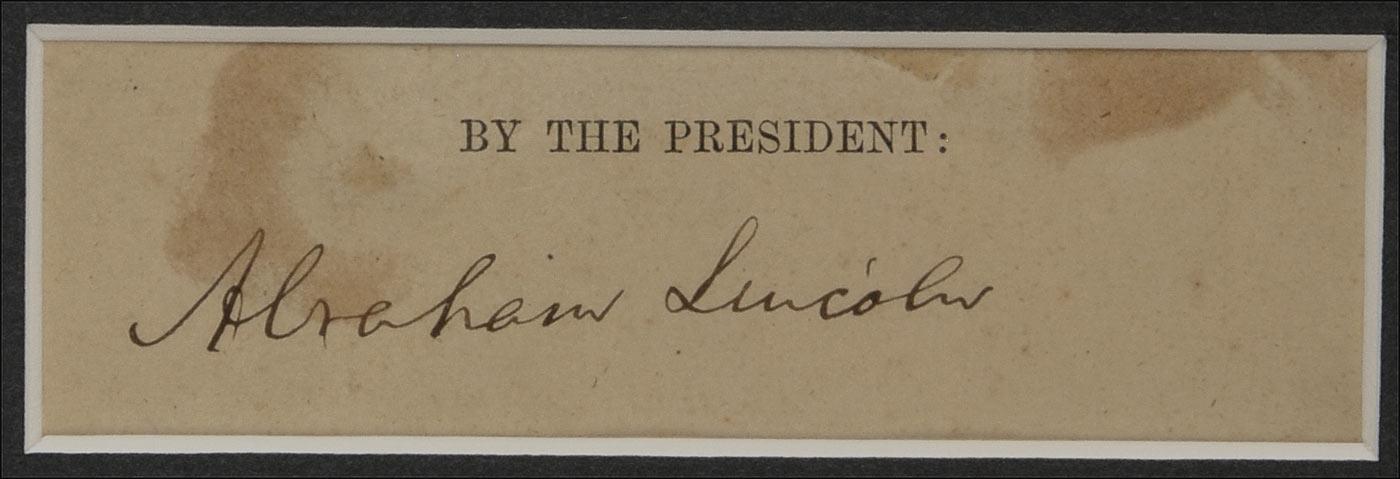 BY THE PRESIDENT:
Abraham Lincoln